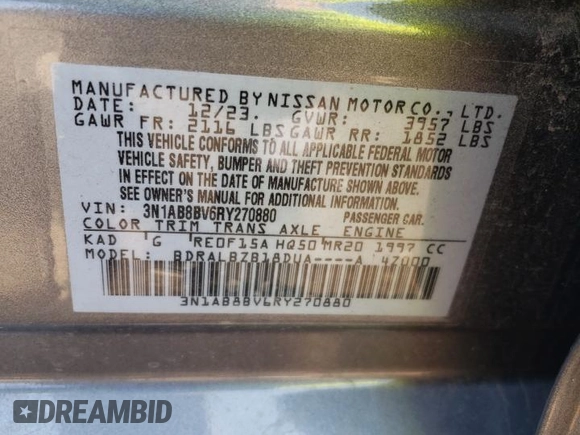 MANUFACTURED BY NISSAN MOTOR CO., LTD.
DATE: 12/23. GVWR: 3957 LBS
GAWR FR: 2116 LBS GAWR RR: 1852 LBS
THIS VEHICLE CONFORMS TO ALL APPLICABLE FEDERAL MOTOR
VEHICLE SAFETY, BUMPER AND THEFT PREVENTION STANDARDS
IN EFFECT ON THE DATE OF MANUFACTURE SHOWN ABOVE.
SEE OWNER'S MANUAL FOR ADDITIONAL INFORMATION.
VIN: 3N1AB8BV6RY270880 PASSENGER CAR.
COLOR TRIM TRANS AXLE ENGINE
KAD G RE0F15A HQ50 MR20 1997 CC
MODEL: BDRALBZB18DUA----A 4Z000
3N1AB8BV6RY270880
DREAMBID